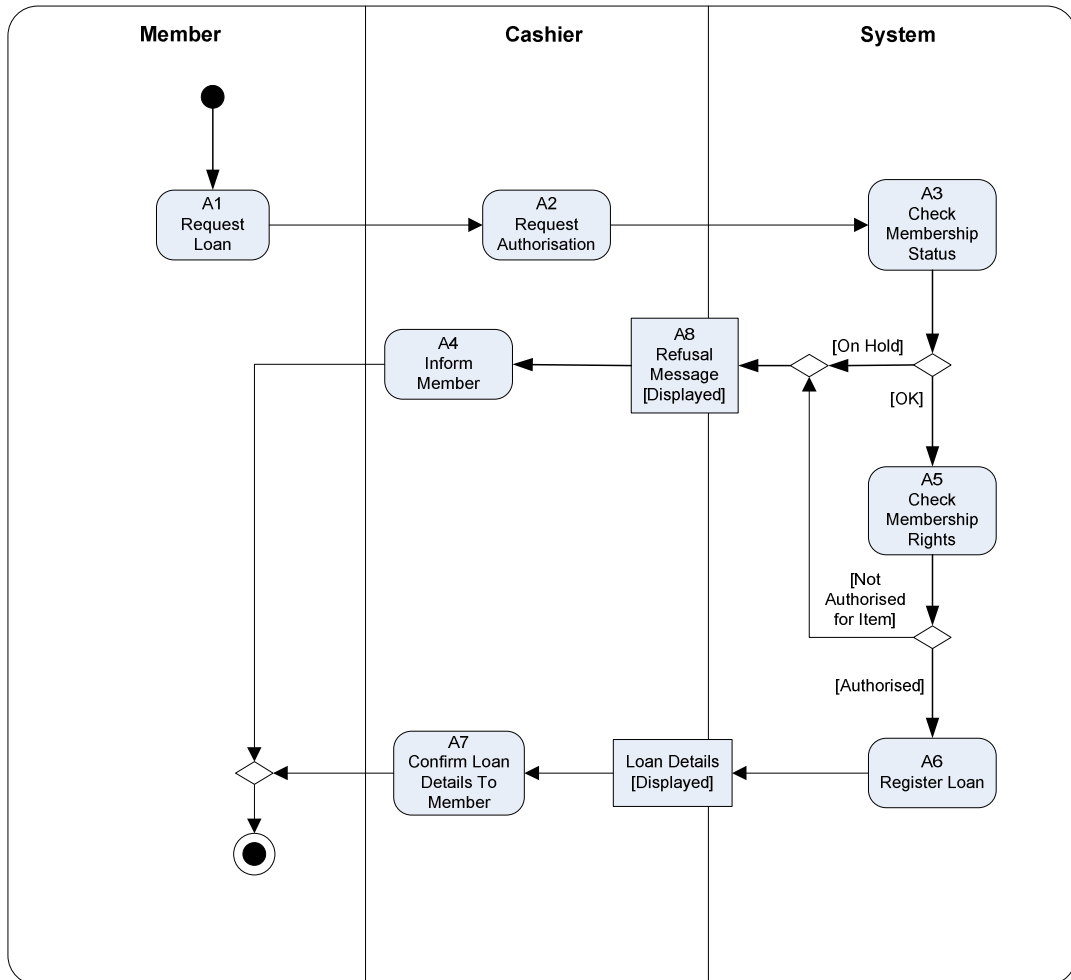 Member
Cashier
System
A1
Request
Loan
A2
Request
Authorisation
A3
Check
Membership
Status
A4
Inform
Member
A8
Refusal
Message
[Displayed]
[On Hold]
[OK]
A5
Check
Membership
Rights
[Not
Authorised
for Item]
[Authorised]
A7
Confirm Loan
Details To
Member
Loan Details
[Displayed]
A6
Register Loan